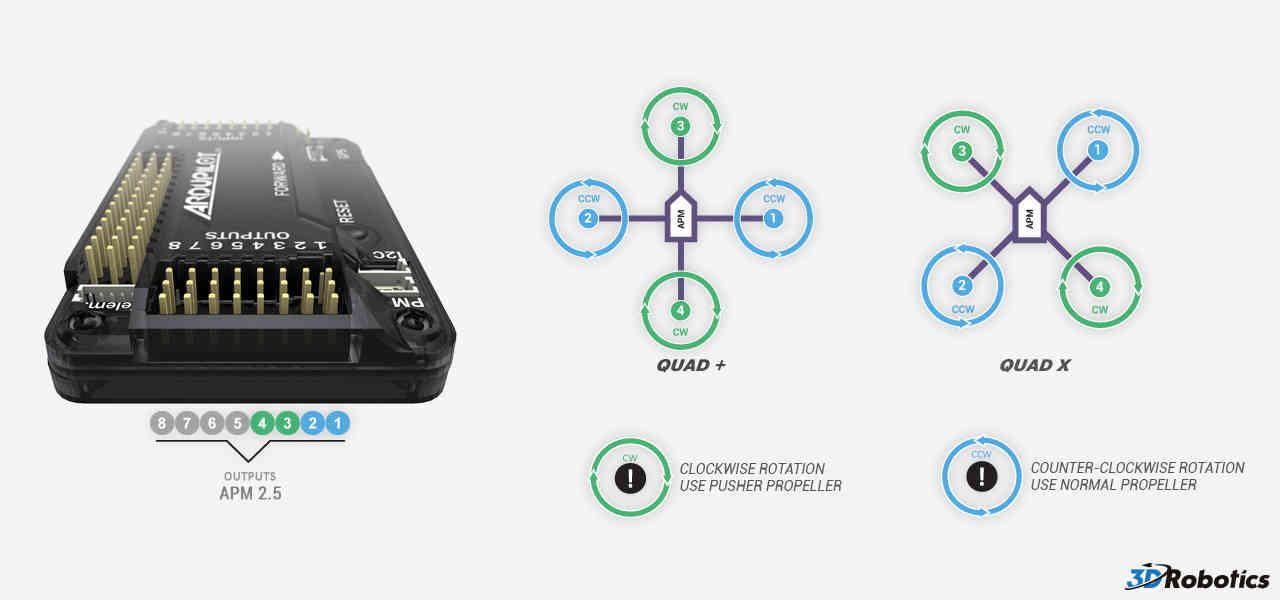 ARDUPILOT
FORWARD
GPS
RESET
OUTPUTS
1 2 3 4 5 6 7 8
I2C
elem.
PM
8 7 6 5 4 3 2 1
OUTPUTS
APM 2.5
CW
3
CCW
2
APM
CCW
1
4
CW
QUAD +
CW
3
CCW
1
APM
2
CCW
4
CW
QUAD X
CW
!
CLOCKWISE ROTATION
USE PUSHER PROPELLER
CCW
!
COUNTER-CLOCKWISE ROTATION
USE NORMAL PROPELLER
3DRobotics